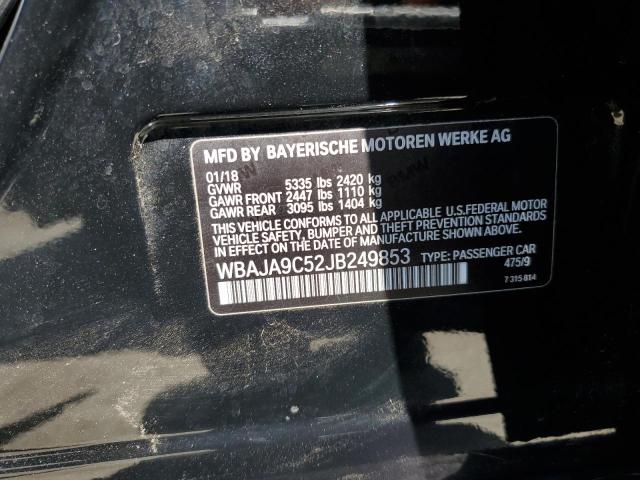 MFD BY BAYERISCHE MOTOREN WERKE AG
01/18
GVWR 5335 lbs 2420 kg
GAWR FRONT 2447 lbs 1110 kg
GAWR REAR 3095 lbs 1404 kg
THIS VEHICLE CONFORMS TO ALL APPLICABLE U.S.FEDERAL MOTOR
VEHICLE SAFETY, BUMPER AND THEFT PREVENTION STANDARDS
IN EFFECT ON THE DATE OF MANUFACTURE SHOWN ABOVE.
WBAJA9C52JB249853 TYPE: PASSENGER CAR
475/9
7 315 814